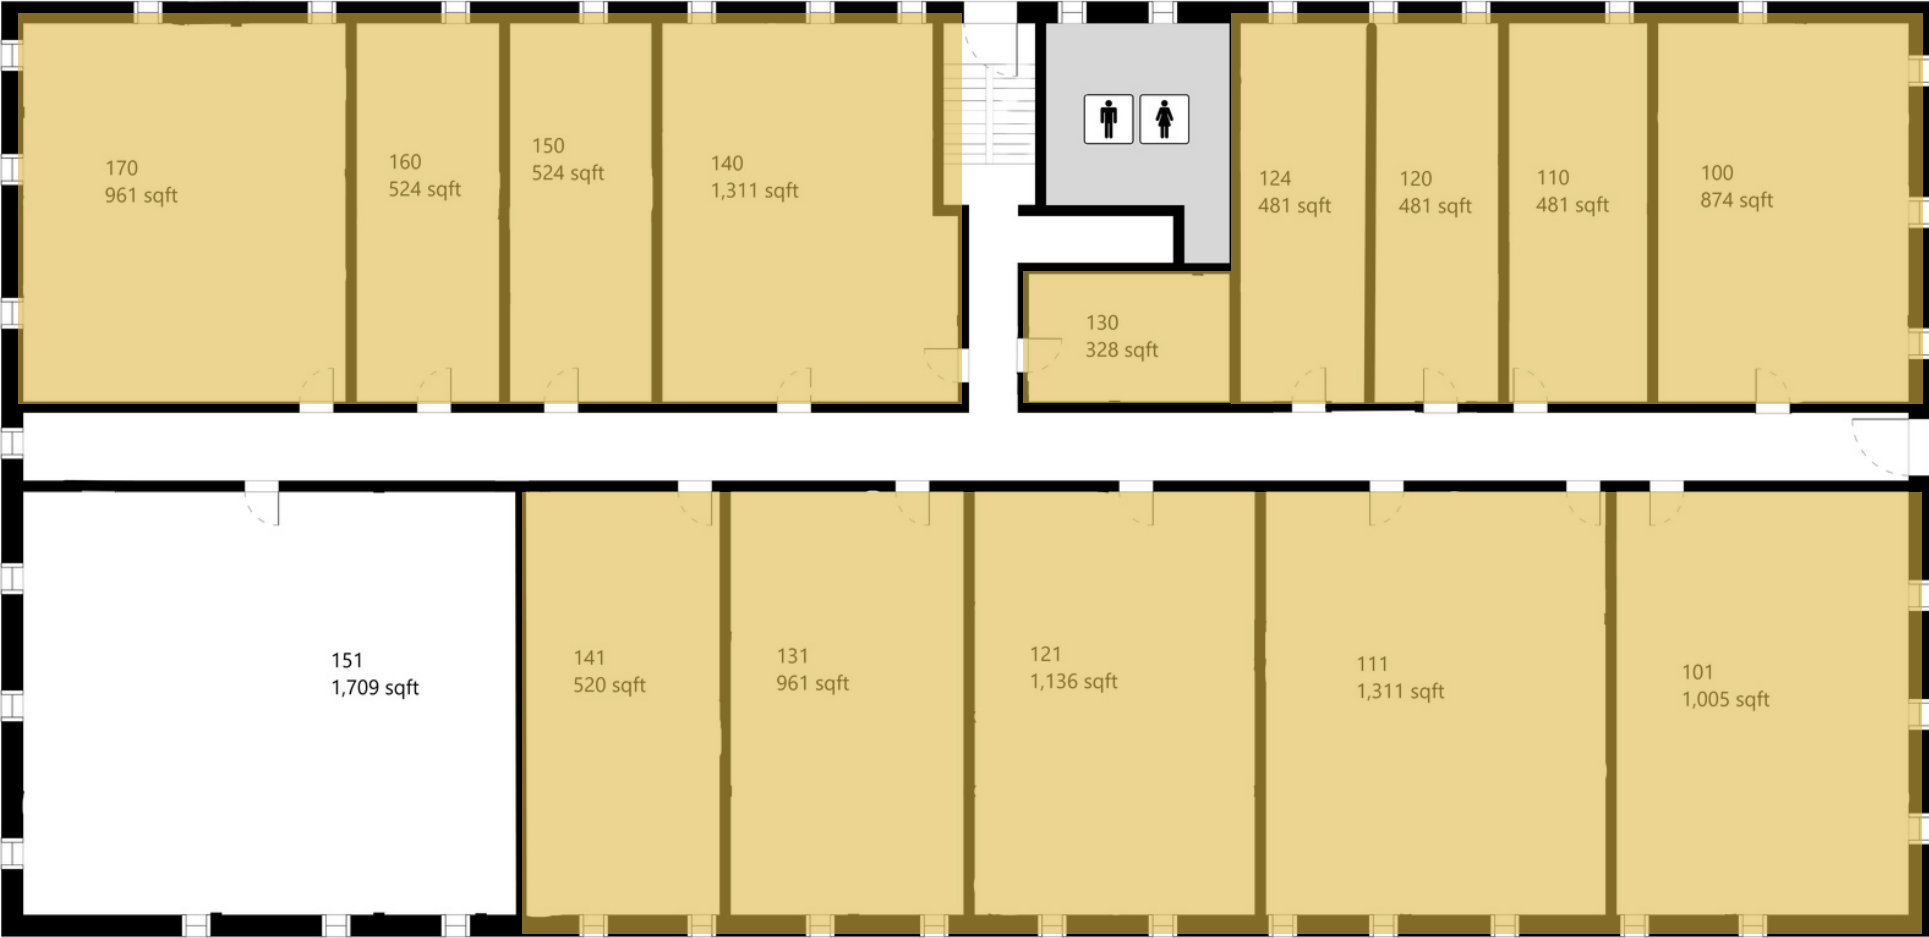 170
961 sqft
160
524 sqft
150
524 sqft
140
1,311 sqft
124
481 sqft
120
481 sqft
110
481 sqft
100
874 sqft
130
328 sqft
151
1,709 sqft
141
520 sqft
131
961 sqft
121
1,136 sqft
111
1,311 sqft
101
1,005 sqft